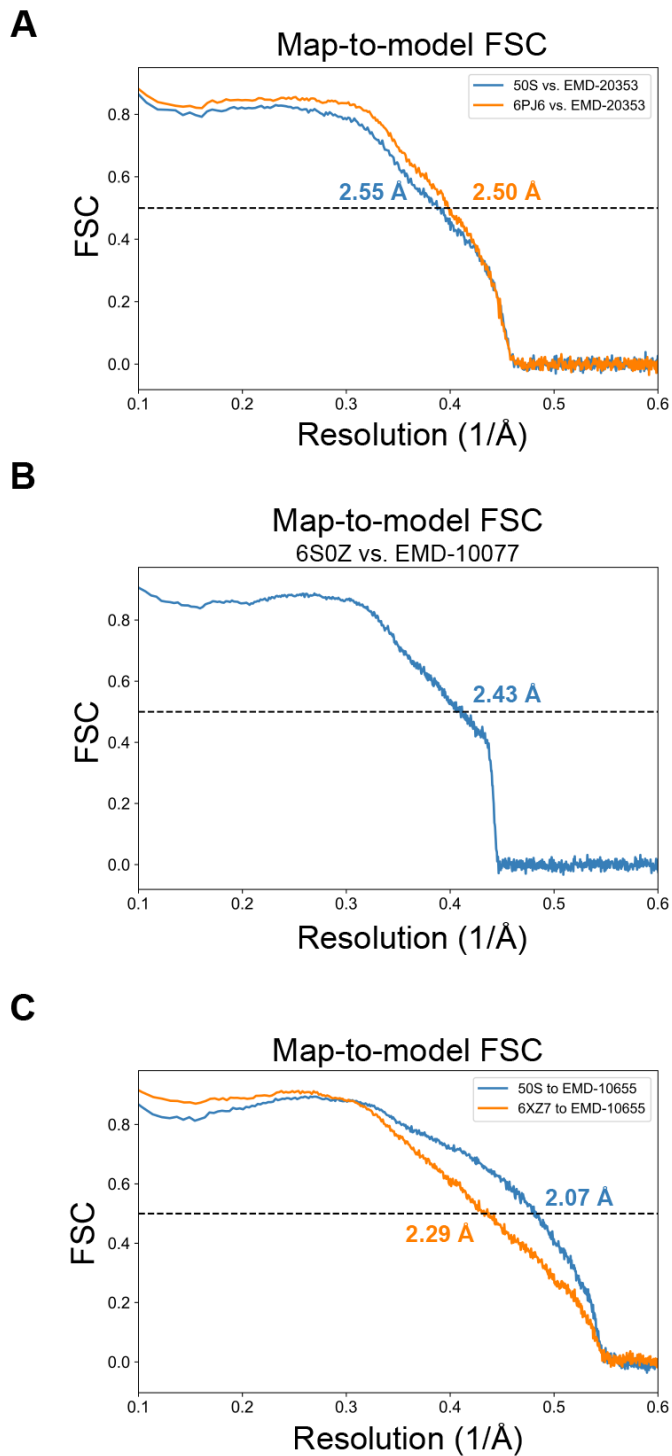 A
Map-to-model FSC
50S vs. EMD-20353
6PJ6 vs. EMD-20353
0.8
0.6
0.4
0.2
0.0
FSC
2.55 Å
2.50 Å
0.1 0.2 0.3 0.4 0.5 0.6
Resolution (1/Å)
B
Map-to-model FSC
6S0Z vs. EMD-10077
0.8
0.6
0.4
0.2
0.0
FSC
2.43 Å
0.1 0.2 0.3 0.4 0.5 0.6
Resolution (1/Å)
C
Map-to-model FSC
50S to EMD-10655
6XZ7 to EMD-10655
0.8
0.6
0.4
0.2
0.0
FSC
2.07 Å
2.29 Å
0.1 0.2 0.3 0.4 0.5 0.6
Resolution (1/Å)